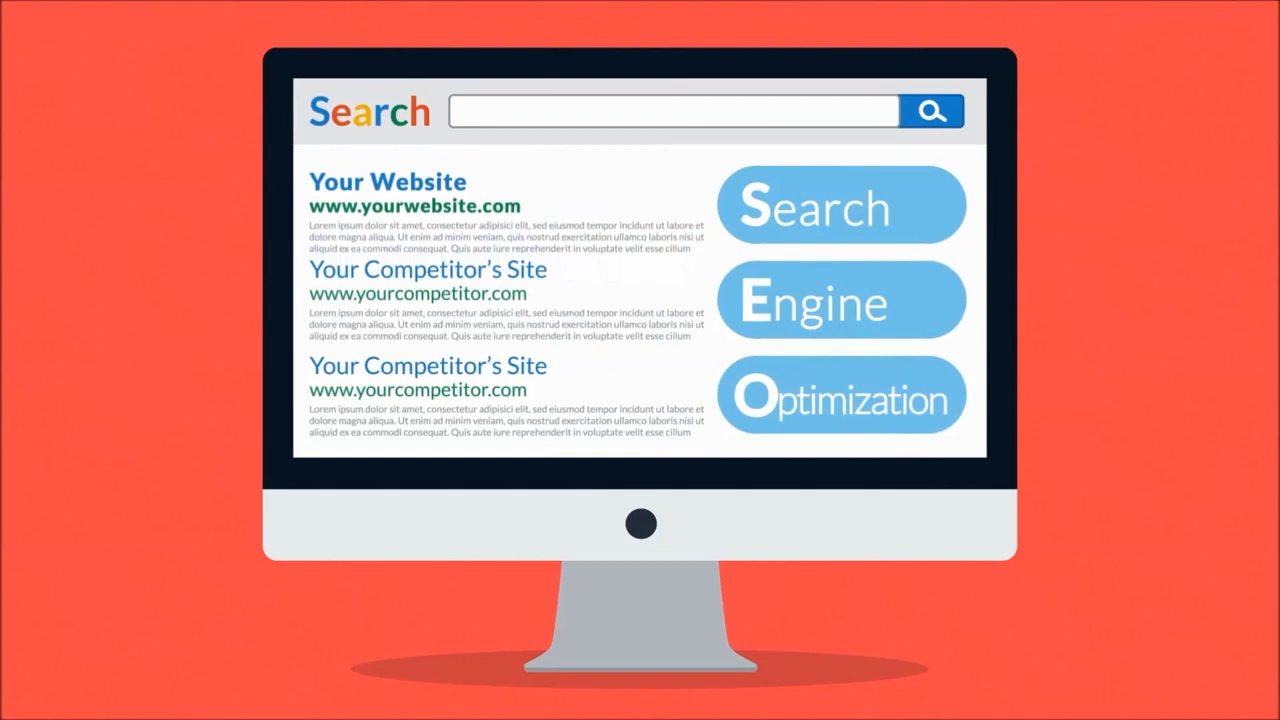 Search
Your Website
www.yourwebsite.com
Lorem ipsum dolor sit amet, consectetur adipisici elit, sed eiusmod tempor incidunt ut labore et
dolore magna aliqua. Ut enim ad minim veniam, quis nostrud exercitation ullamco laboris nisi ut
aliquid ex ea commodi consequat. Quis aute iure reprehenderit in voluptate velit esse cillum
Your Competitor's Site
www.yourcompetitor.com
Lorem ipsum dolor sit amet, consectetur adipisici elit, sed eiusmod tempor incidunt ut labore et
dolore magna aliqua. Ut enim ad minim veniam, quis nostrud exercitation ullamco laboris nisi ut
aliquid ex ea commodi consequat. Quis aute iure reprehenderit in voluptate velit esse cillum
Your Competitor's Site
www.yourcompetitor.com
Lorem ipsum dolor sit amet, consectetur adipisici elit, sed eiusmod tempor incidunt ut labore et
dolore magna aliqua. Ut enim ad minim veniam, quis nostrud exercitation ullamco laboris nisi ut
aliquid ex ea commodi consequat. Quis aute iure reprehenderit in voluptate velit esse cillum
Search
Engine
Optimization